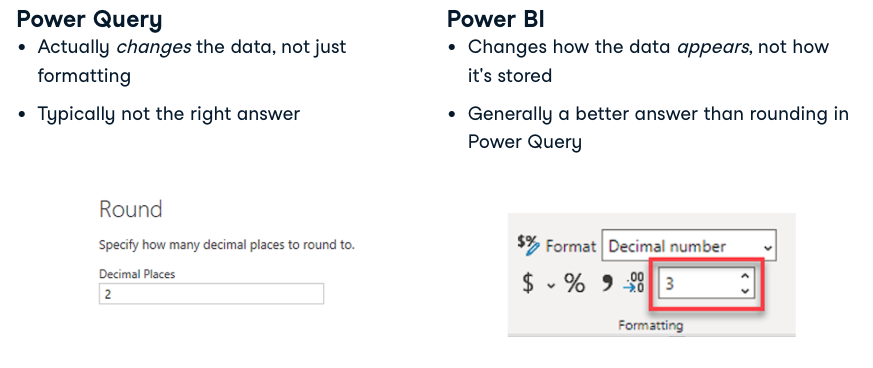 Power Query
• Actually changes the data, not just
formatting
• Typically not the right answer
Round
Specify how many decimal places to round to.
Decimal Places
2
Power BI
• Changes how the data appears, not how
it's stored
• Generally a better answer than rounding in
Power Query
$% Format Decimal number
$ % , .00 .0 3
Formatting